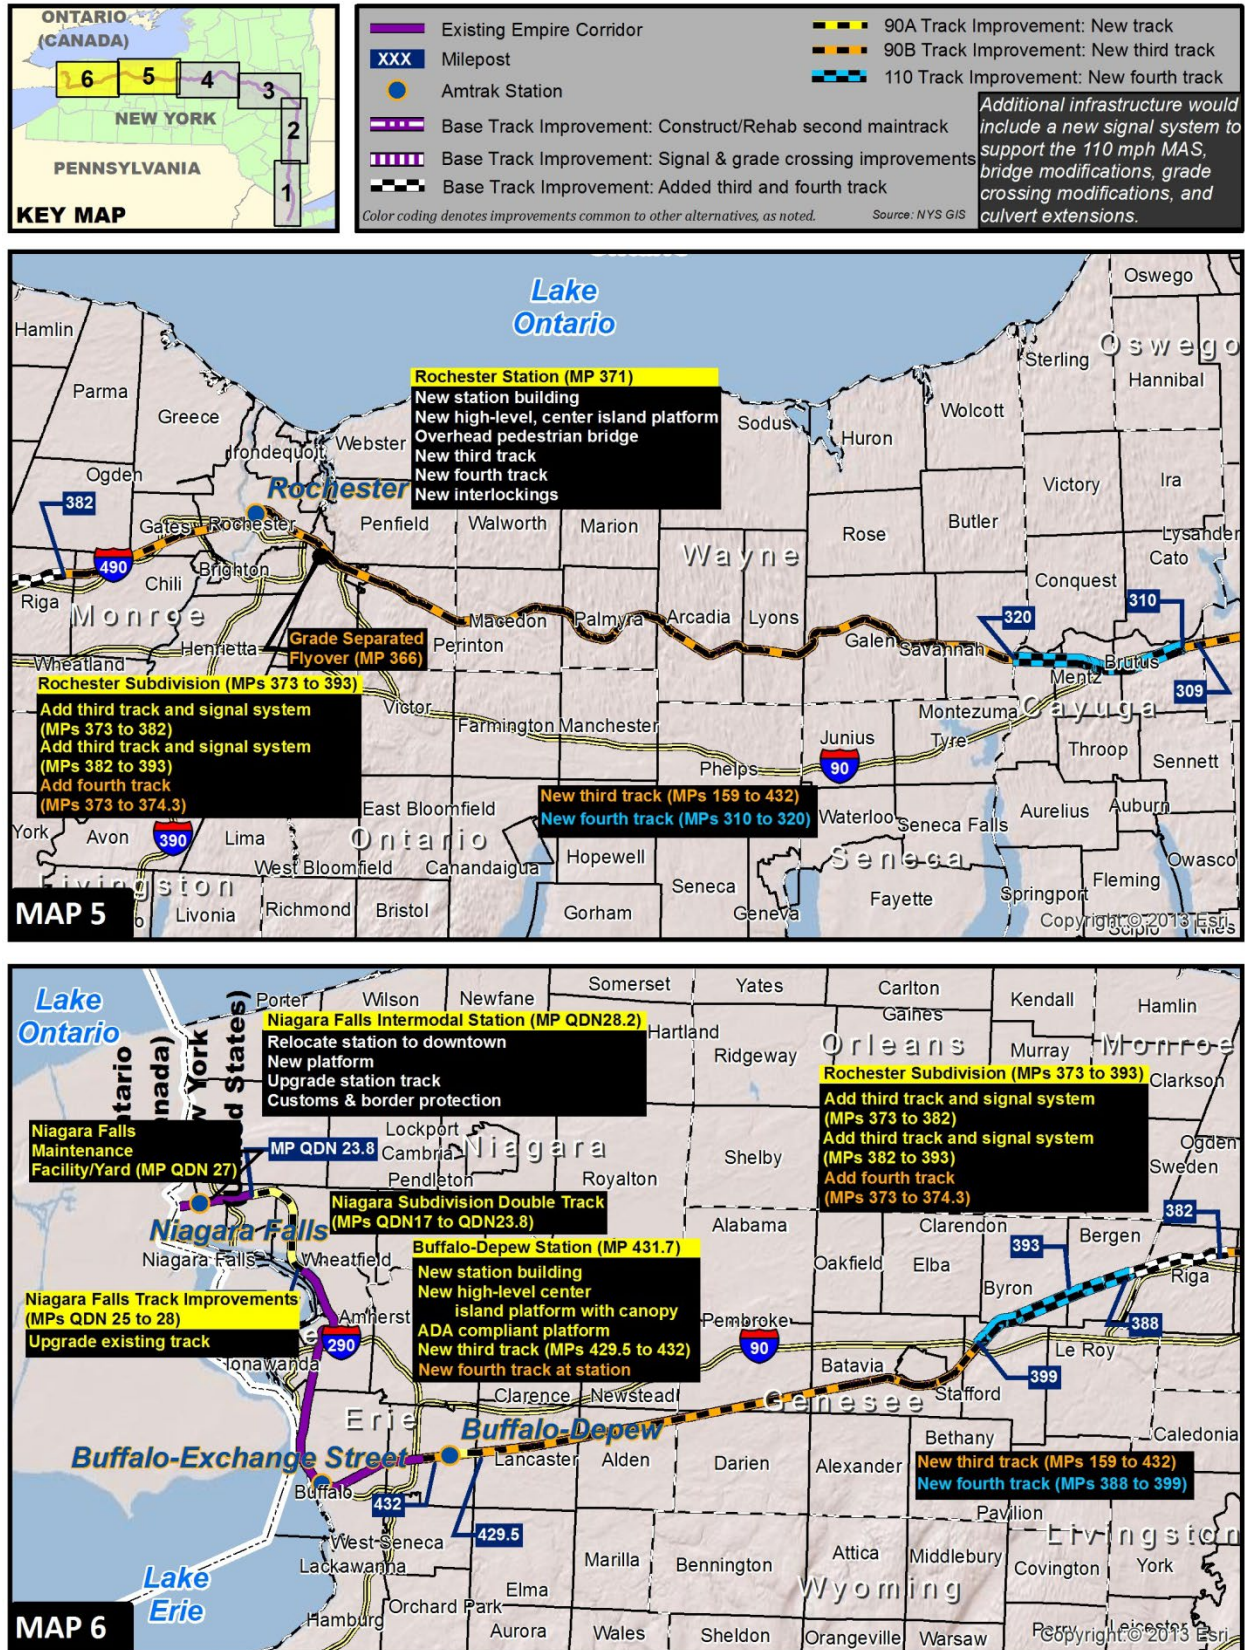 ONTARIO
(CANADA)
6
5
4
3
2
1
NEW YORK
PENNSYLVANIA
KEY MAP
Existing Empire Corridor
XXX
Milepost
Amtrak Station
Base Track Improvement: Construct/Rehab second maintrack
Base Track Improvement: Signal & grade crossing improvements
Base Track Improvement: Added third and fourth track
90A Track Improvement: New track
90B Track Improvement: New third track
110 Track Improvement: New fourth track
Additional infrastructure would
include a new signal system to
support the 110 mph MAS,
bridge modifications, grade
crossing modifications, and
culvert extensions.
Color coding denotes improvements common to other alternatives, as noted.
Source: NYS GIS
Lake
Ontario
Oswego
Hamlin
Sterling
Oswego
Hannibal
Parma
Greece
Rochester Station (MP 371)
New station building
New high-level, center island platform
Overhead pedestrian bridge
New third track
New fourth track
New interlockings
Wolcott
Sodus
Huron
Webster
Irondequoit
Ogden
Rochester
Victory
Ira
382
Gates
Rochester
Penfield
Walworth
Marion
Rose
Butler
Lysander
Cato
Wayne
490
Chili
Brighton
Conquest
310
Riga
Monroe
320
Macedon
Palmyra
Arcadia
Lyons
Galen
Savannah
Brutus
Mentz
309
Grade Separated
Flyover (MP 366)
Perinton
Henrietta
Wheatland
Rochester Subdivision (MPs 373 to 393)
Add third track and signal system
(MPs 373 to 382)
Add third track and signal system
(MPs 382 to 393)
Add fourth track
(MPs 373 to 374.3)
Victor
Farmington
Manchester
Montezuma
Cayuga
Junius
Tyre
90
Phelps
Throop
Sennett
New third track (MPs 159 to 432)
New fourth track (MPs 310 to 320)
East Bloomfield
Waterloo
Seneca Falls
Aurelius
Auburn
York
Avon
390
Lima
Ontario
West Bloomfield
Canandaigua
Hopewell
Seneca
Owasco
Fleming
Livingston
Seneca
Springport
Fayette
MAP 5
Livonia
Richmond
Bristol
Gorham
Geneva
Copyright:© 2013 Esri
Scipio
Niles
Lake
Ontario
Porter
Wilson
Newfane
Somerset
Yates
Carlton
Gaines
Kendall
Hamlin
Niagara Falls Intermodal Station (MP QDN28.2)
Relocate station to downtown
New platform
Upgrade station track
Customs & border protection
Hartland
Ridgeway
Orleans
Murray
Monroe
Clarkson
Rochester Subdivision (MPs 373 to 393)
Add third track and signal system
(MPs 373 to 382)
Add third track and signal system
(MPs 382 to 393)
Add fourth track
(MPs 373 to 374.3)
Niagara Falls
Maintenance
Facility/Yard (MP QDN 27)
MP QDN 23.8
Lockport
Cambria
Niagara
Pendleton
Royalton
Shelby
Ogden
Sweden
Niagara Falls
Niagara Subdivision Double Track
(MPs QDN17 to QDN23.8)
Alabama
Clarendon
382
393
Bergen
Niagara Falls
Wheatfield
Buffalo-Depew Station (MP 431.7)
New station building
New high-level center
island platform with canopy
ADA compliant platform
New third track (MPs 429.5 to 432)
New fourth track at station
Oakfield
Elba
Byron
Riga
Niagara Falls Track Improvements
(MPs QDN 25 to 28)
Upgrade existing track
Amherst
290
Pembroke
90
388
Le Roy
Tonawanda
Batavia
399
Clarence
Newstead
Genesee
Stafford
Erie
Buffalo-Depew
Buffalo-Exchange Street
Lancaster
Alden
Darien
Alexander
Bethany
Caledonia
New third track (MPs 159 to 432)
New fourth track (MPs 388 to 399)
Buffalo
432
429.5
Pavilion
Livingston
West Seneca
Lackawanna
Marilla
Bennington
Attica
Middlebury
Covington
York
Lake
Erie
Elma
Wyoming
Orchard Park
Hamburg
MAP 6
Aurora
Wales
Sheldon
Orangeville
Warsaw
Perry
Leicester
Copyright:© 2013 Esri